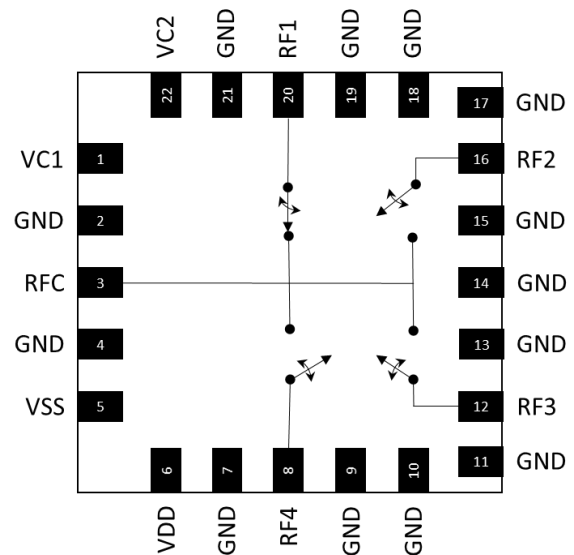 VC2 GND RF1 GND GND
22 21 20 19 18
17 GND
VC1 1
16 RF2
GND 2
15 GND
RFC 3
14 GND
GND 4
13 GND
VSS 5
12 RF3
11 GND
6 7 8 9 10
VDD GND RF4 GND GND